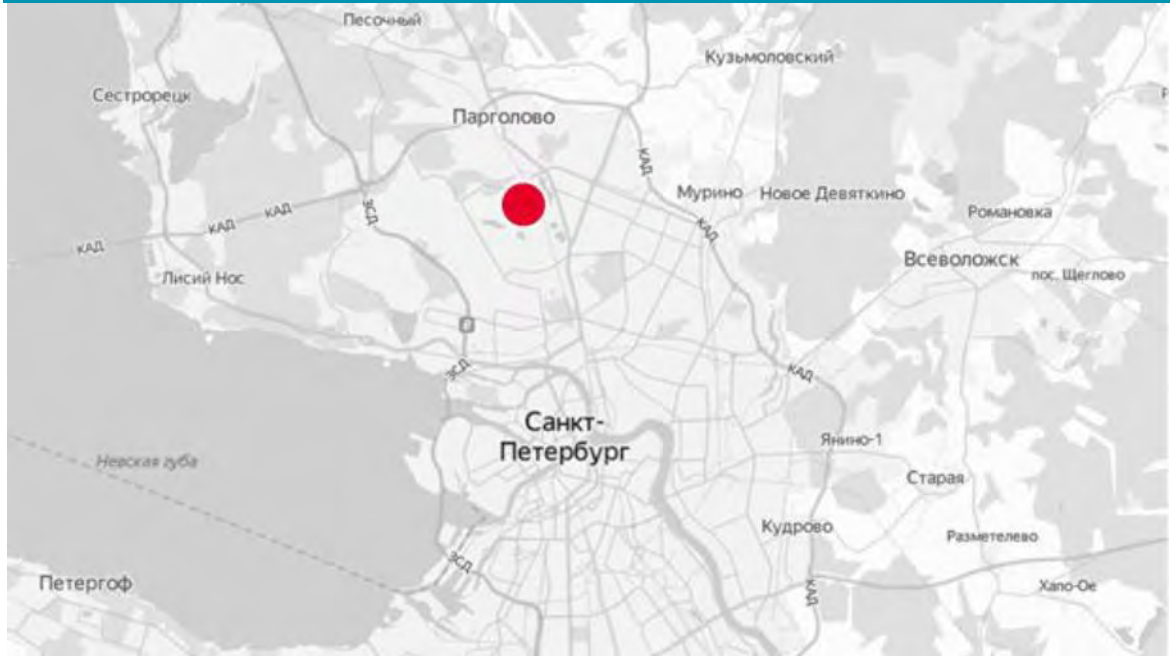 Песочный
Кузьмоловский
Сестрорецк
Парголово
КАД
Мурино
Новое Девяткино
ЗСД
КАД
КАД
Романовка
КАД
КАД
Всеволожск
Лисий Нос
пос. Щеглово
ЗСД
КАД
Санкт-
Петербург
Янино-1
Невская губа
Старая
Кудрово
Разметелево
ЗСД
Петергоф
КАД
Хапо-Ое